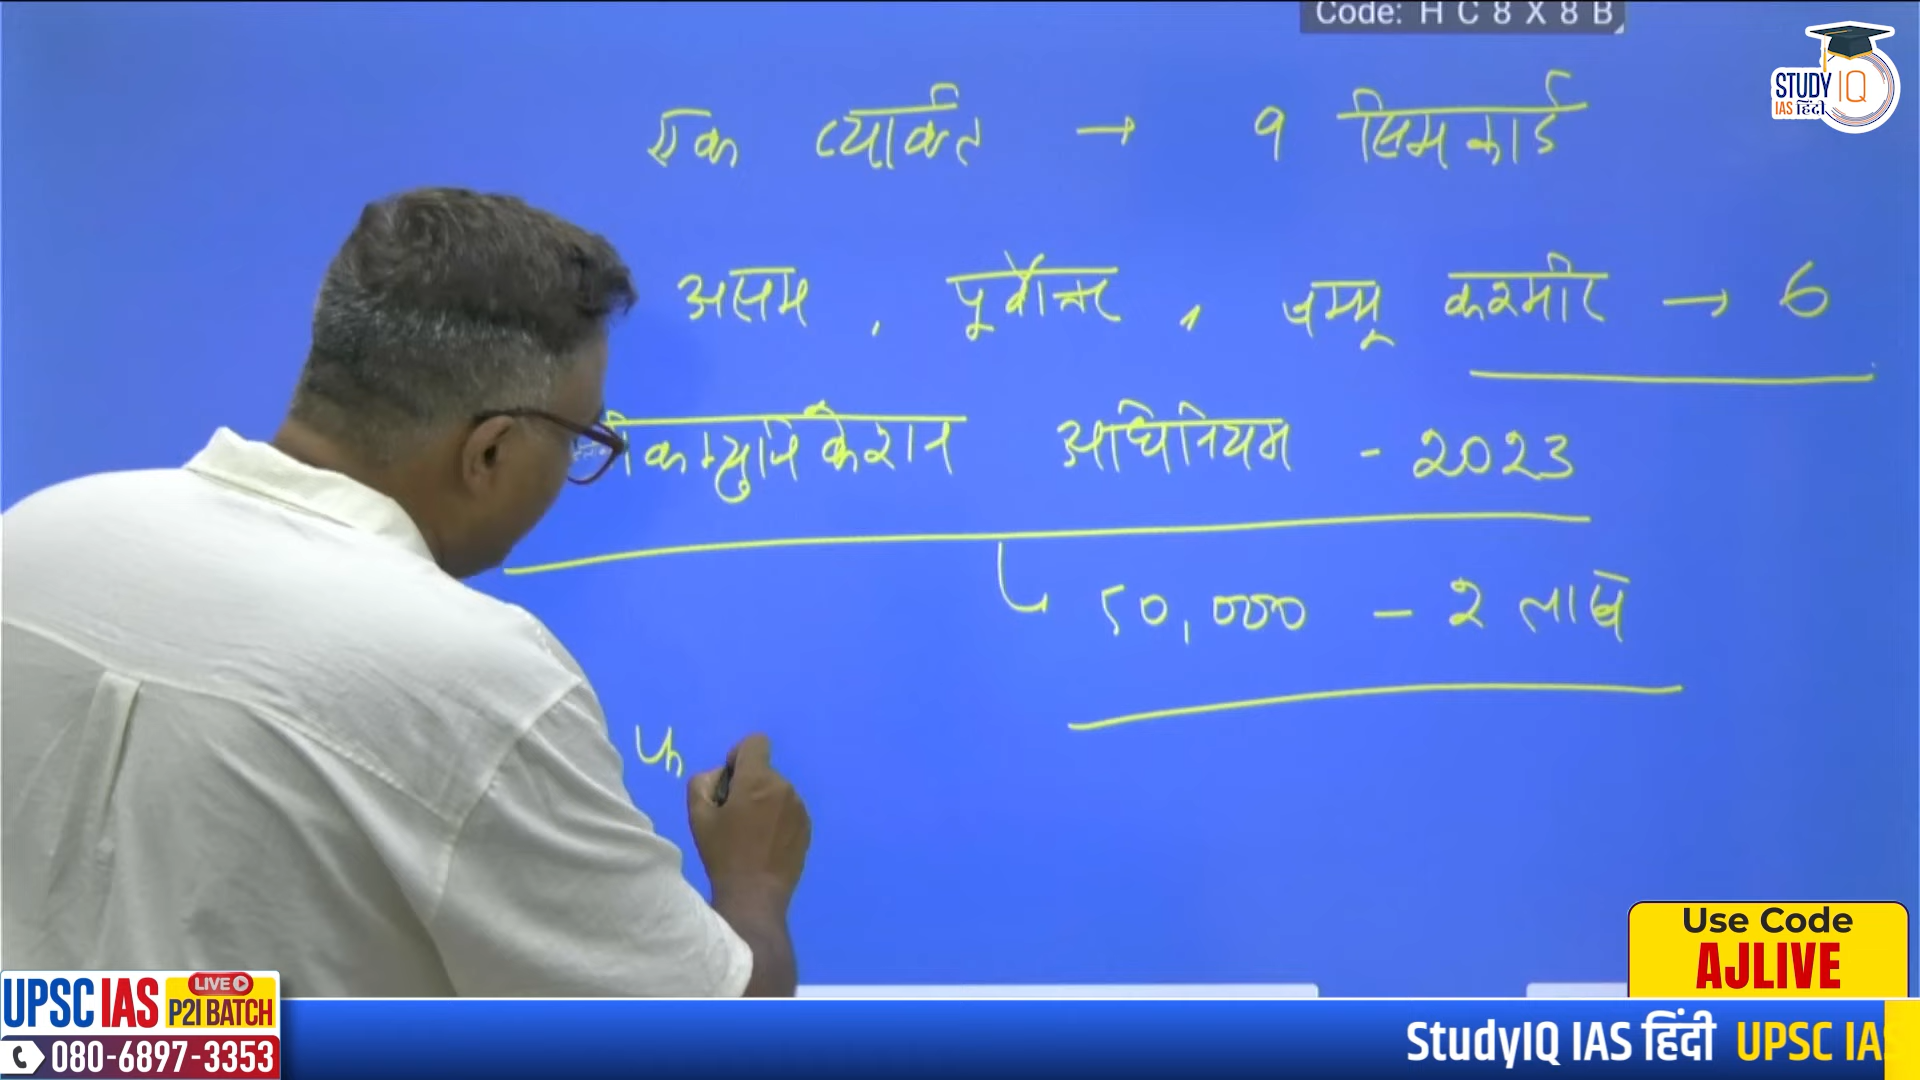 Code: H C 8 X 8 B
STUDY IQ
IAS हिंदी
एक व्यक्ति → 9 सिमकार्ड
असम , पूर्वोत्तर , जम्मू कश्मीर → 6
कम्युनिकेशन अधिनियम - 2023
50,000 - 2 लाख
फ
Use Code
AJLIVE
UPSC IAS LIVE P2I BATCH
080-6897-3353
StudyIQ IAS हिंदी UPSC IA